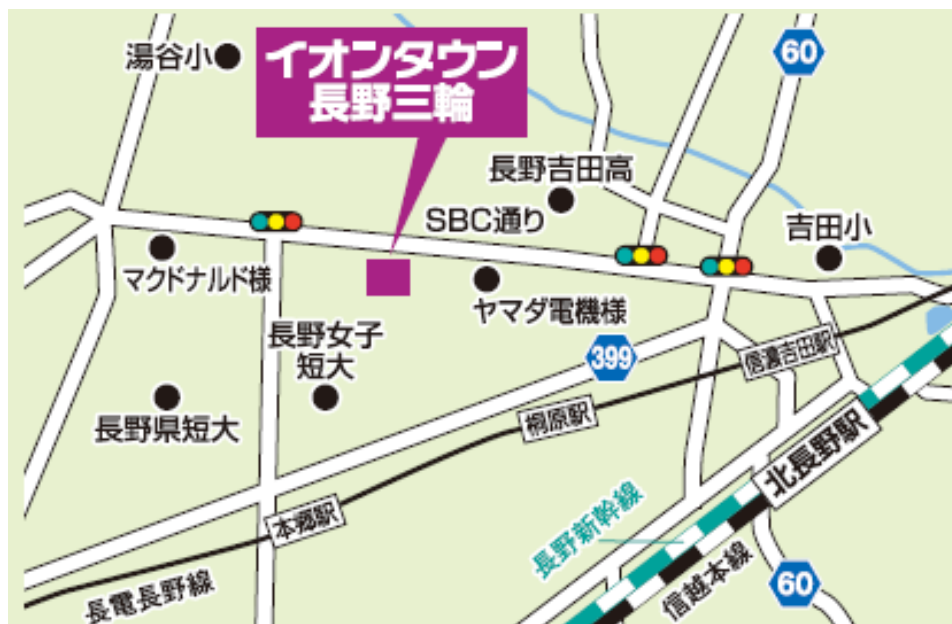 湯谷小
イオンタウン
長野三輪
60
長野吉田高
SBC通り
吉田小
マクドナルド様
ヤマダ電機様
長野女子
短大
399
信濃吉田駅
長野県短大
桐原駅
北長野駅
本郷駅
長野新幹線
長電長野線
信越本線
60